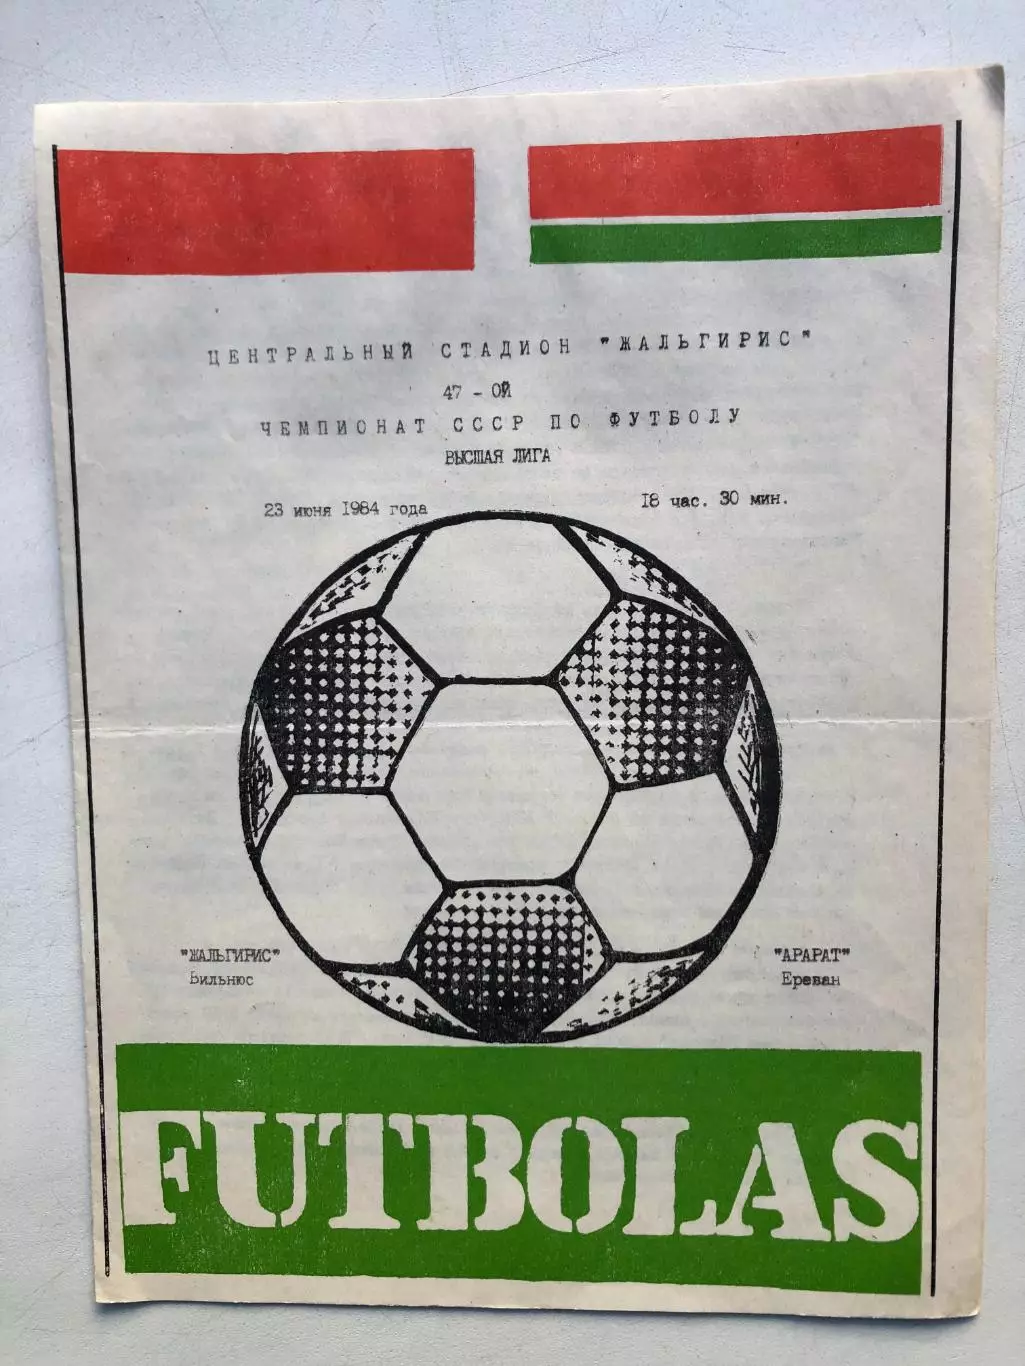 ЦЕНТРАЛЬНЫЙ СТАДИОН "ЖАЛЬГИРИС"
47 - ОЙ
ЧЕМПИОНАТ СССР ПО ФУТБОЛУ
ВЫСШАЯ ЛИГА
23 июня 1984 года 18 час. 30 мин.
"ЖАЛЬГИРИС" "АРАРАТ"
Вильнюс Ереван
FUTBOLAS